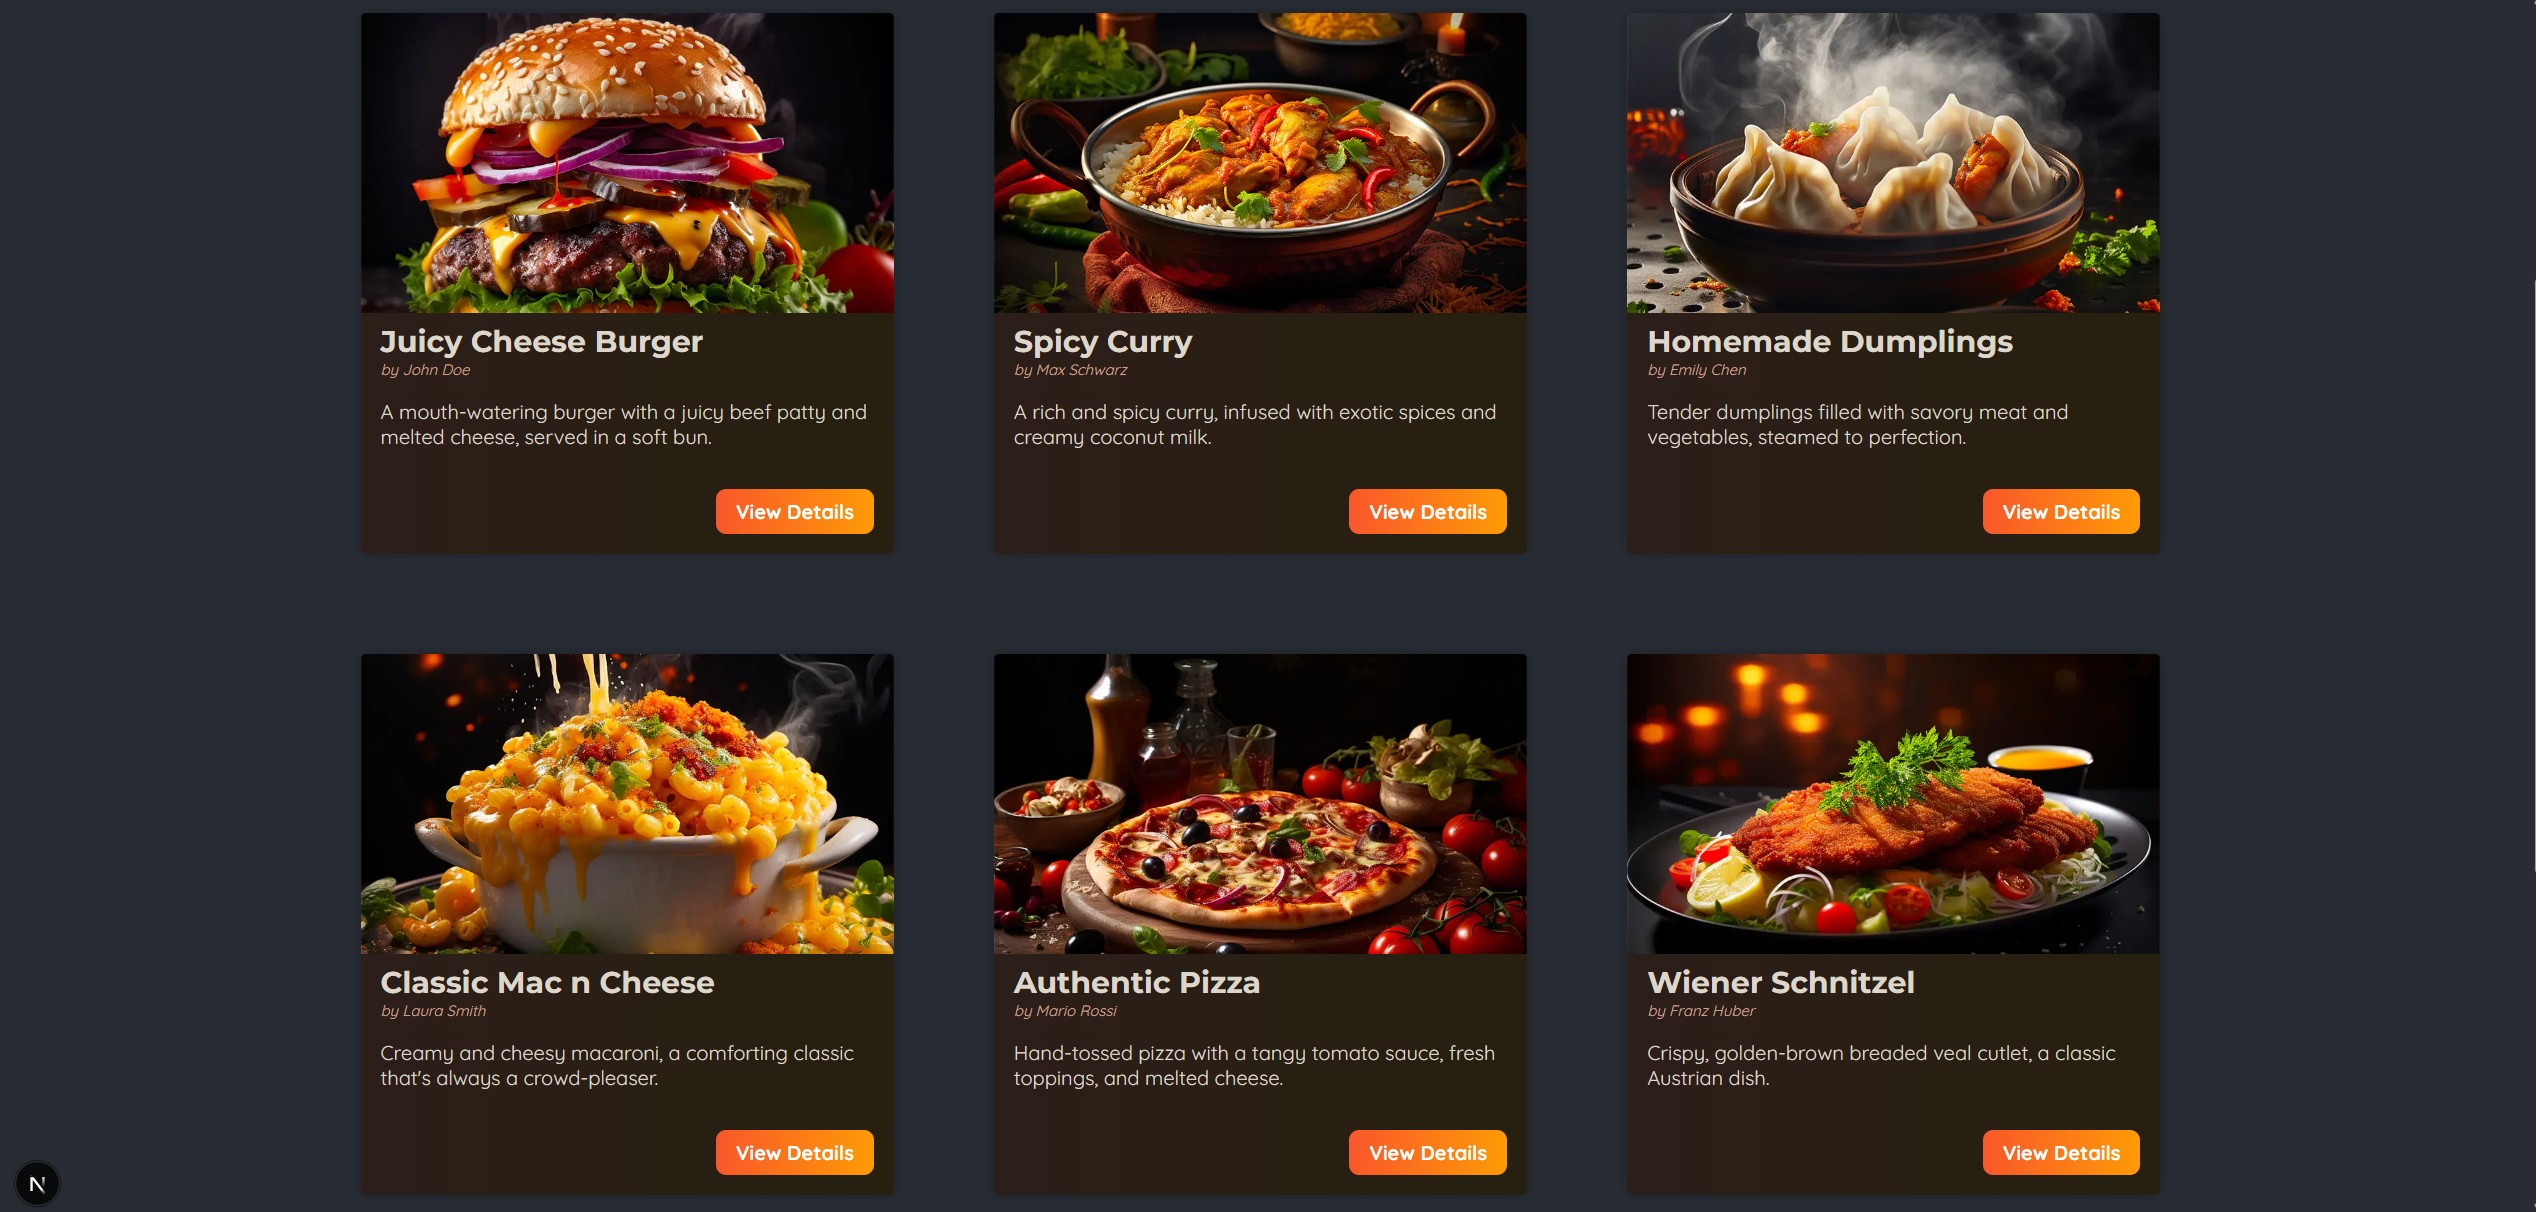 Juicy Cheese Burger
by John Doe
A mouth-watering burger with a juicy beef patty and
melted cheese, served in a soft bun.
View Details
Spicy Curry
by Max Schwarz
A rich and spicy curry, infused with exotic spices and
creamy coconut milk.
View Details
Homemade Dumplings
by Emily Chen
Tender dumplings filled with savory meat and
vegetables, steamed to perfection.
View Details
Classic Mac n Cheese
by Laura Smith
Creamy and cheesy macaroni, a comforting classic
that's always a crowd-pleaser.
View Details
Authentic Pizza
by Mario Rossi
Hand-tossed pizza with a tangy tomato sauce, fresh
toppings, and melted cheese.
View Details
Wiener Schnitzel
by Franz Huber
Crispy, golden-brown breaded veal cutlet, a classic
Austrian dish.
View Details
N